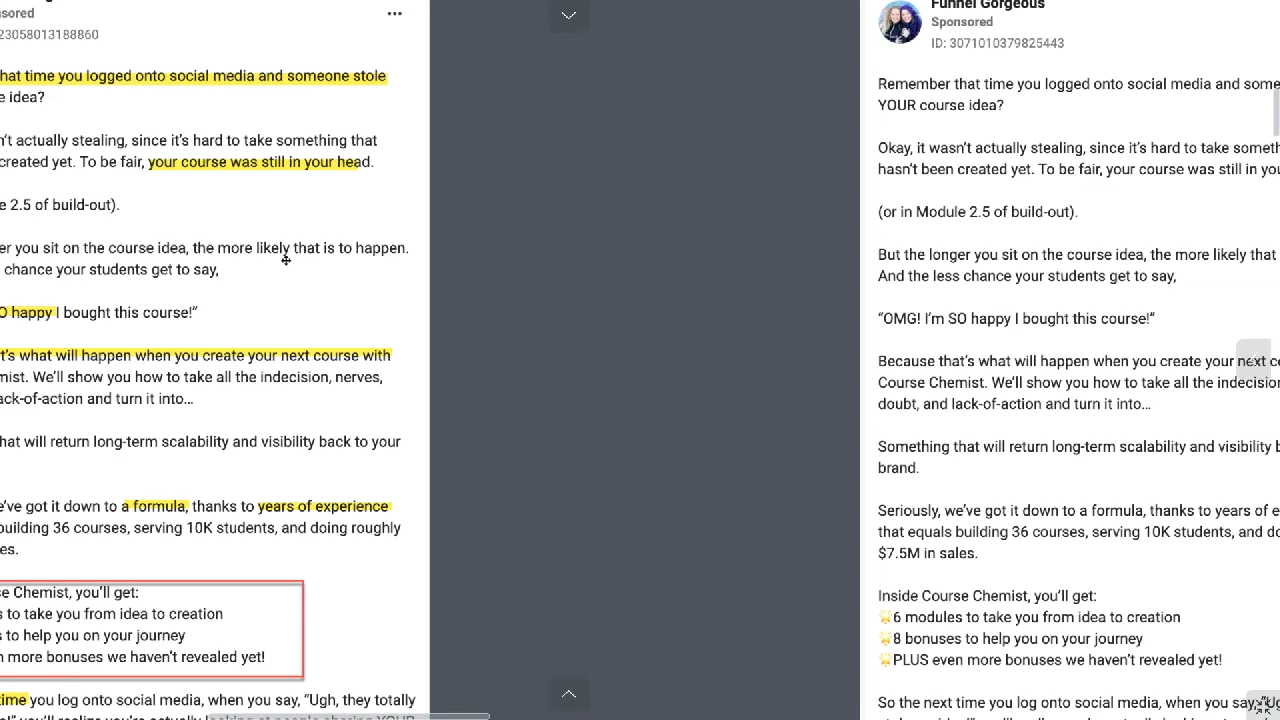 sored
23058013188860
hat time you logged onto social media and someone stole
e idea?
n't actually stealing, since it's hard to take something that
created yet. To be fair, your course was still in your head.
e 2.5 of build-out).
er you sit on the course idea, the more likely that is to happen.
chance your students get to say,
O happy I bought this course!”
t's what will happen when you create your next course with
mist. We'll show you how to take all the indecision, nerves,
ack-of-action and turn it into…
hat will return long-term scalability and visibility back to your
e've got it down to a formula, thanks to years of experience
building 36 courses, serving 10K students, and doing roughly
es.
se Chemist, you'll get:
s to take you from idea to creation
s to help you on your journey
n more bonuses we haven't revealed yet!
time you log onto social media, when you say, “Ugh, they totally
Funnel Gorgeous
Sponsored
ID: 3071010379825443
Remember that time you logged onto social media and some
YOUR course idea?
Okay, it wasn't actually stealing, since it's hard to take someth
hasn't been created yet. To be fair, your course was still in you
(or in Module 2.5 of build-out).
But the longer you sit on the course idea, the more likely that
And the less chance your students get to say,
“OMG! I'm SO happy I bought this course!”
Because that's what will happen when you create your next co
Course Chemist. We'll show you how to take all the indecision
doubt, and lack-of-action and turn it into…
Something that will return long-term scalability and visibility b
brand.
Seriously, we've got it down to a formula, thanks to years of e
that equals building 36 courses, serving 10K students, and do
$7.5M in sales.
Inside Course Chemist, you'll get:
🌟6 modules to take you from idea to creation
🌟8 bonuses to help you on your journey
🌟PLUS even more bonuses we haven't revealed yet!
So the next time you log onto social media, when you say, “U